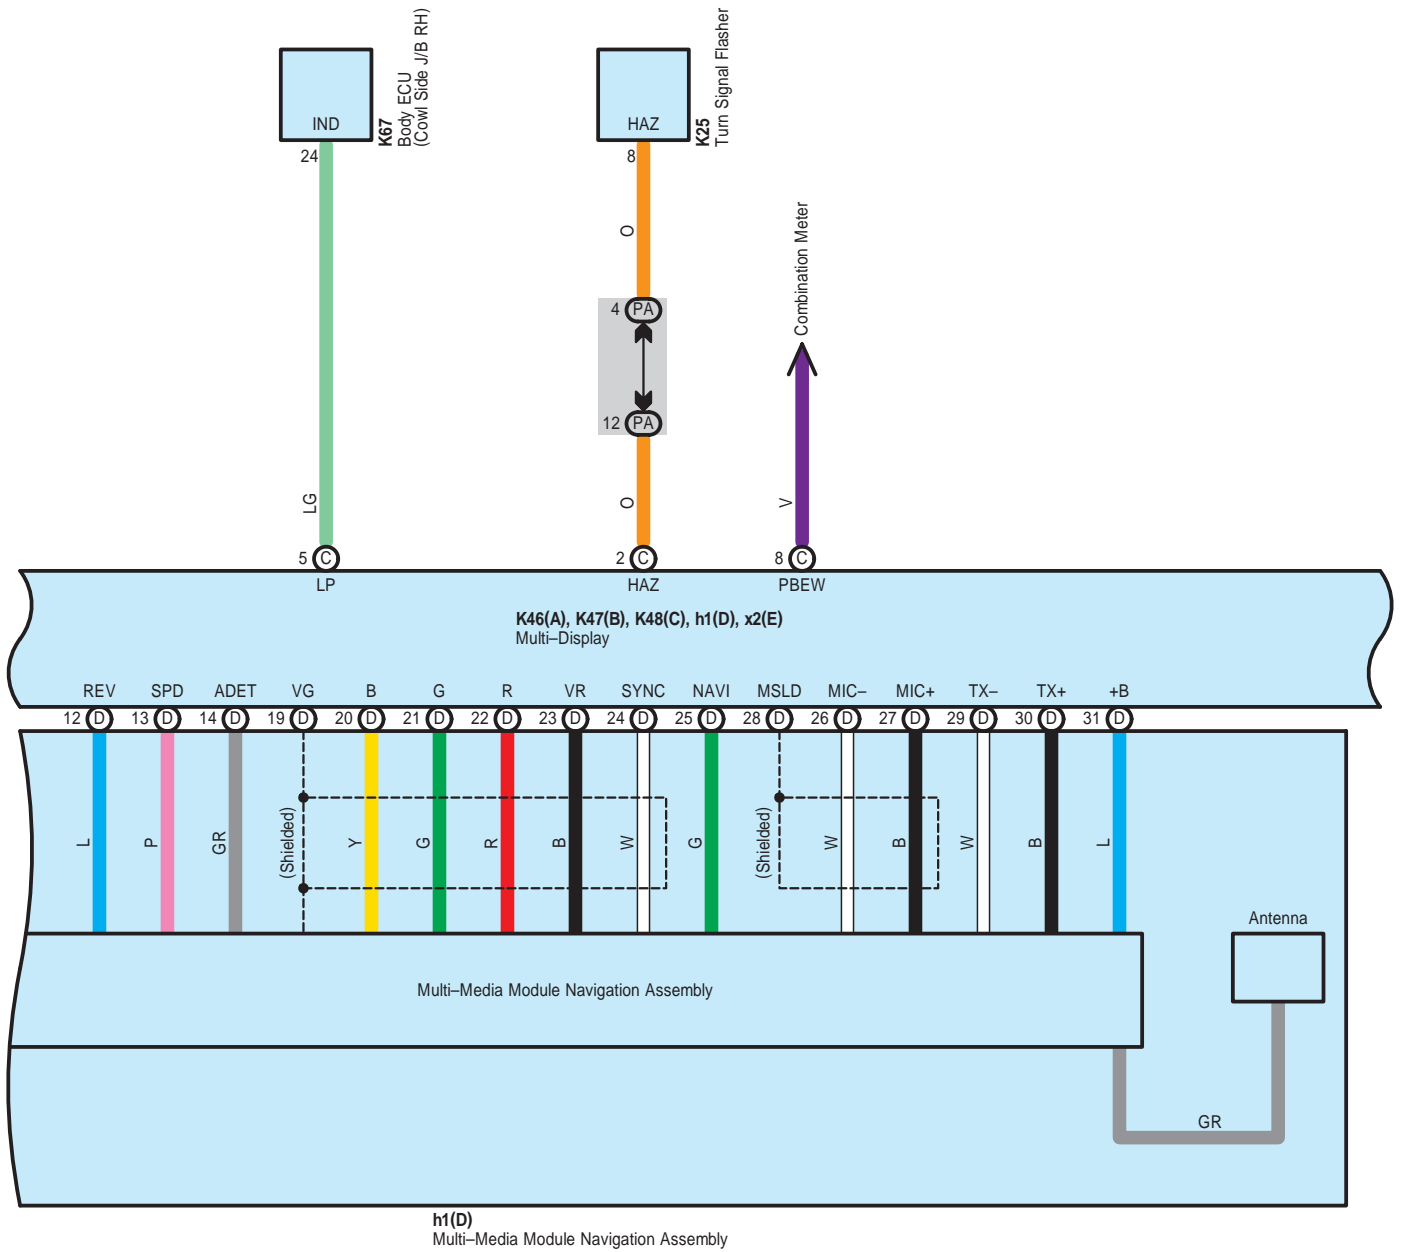 IND
24
K67
Body ECU
(Cowl Side J/B RH)
HAZ
8
K25
Turn Signal Flasher
O
4 PA
12 PA
Combination Meter
LG
O
V
5 C
2 C
8 C
LP
HAZ
PBEW
K46(A), K47(B), K48(C), h1(D), x2(E)
Multi–Display
REV SPD ADET VG B G R VR SYNC NAVI MSLD MIC– MIC+ TX– TX+ +B
12 D 13 D 14 D 19 D 20 D 21 D 22 D 23 D 24 D 25 D 28 D 26 D 27 D 29 D 30 D 31 D
L P GR (Shielded) Y G R B W G (Shielded) W B W B L
Antenna
Multi–Media Module Navigation Assembly
GR
h1(D)
Multi–Media Module Navigation Assembly